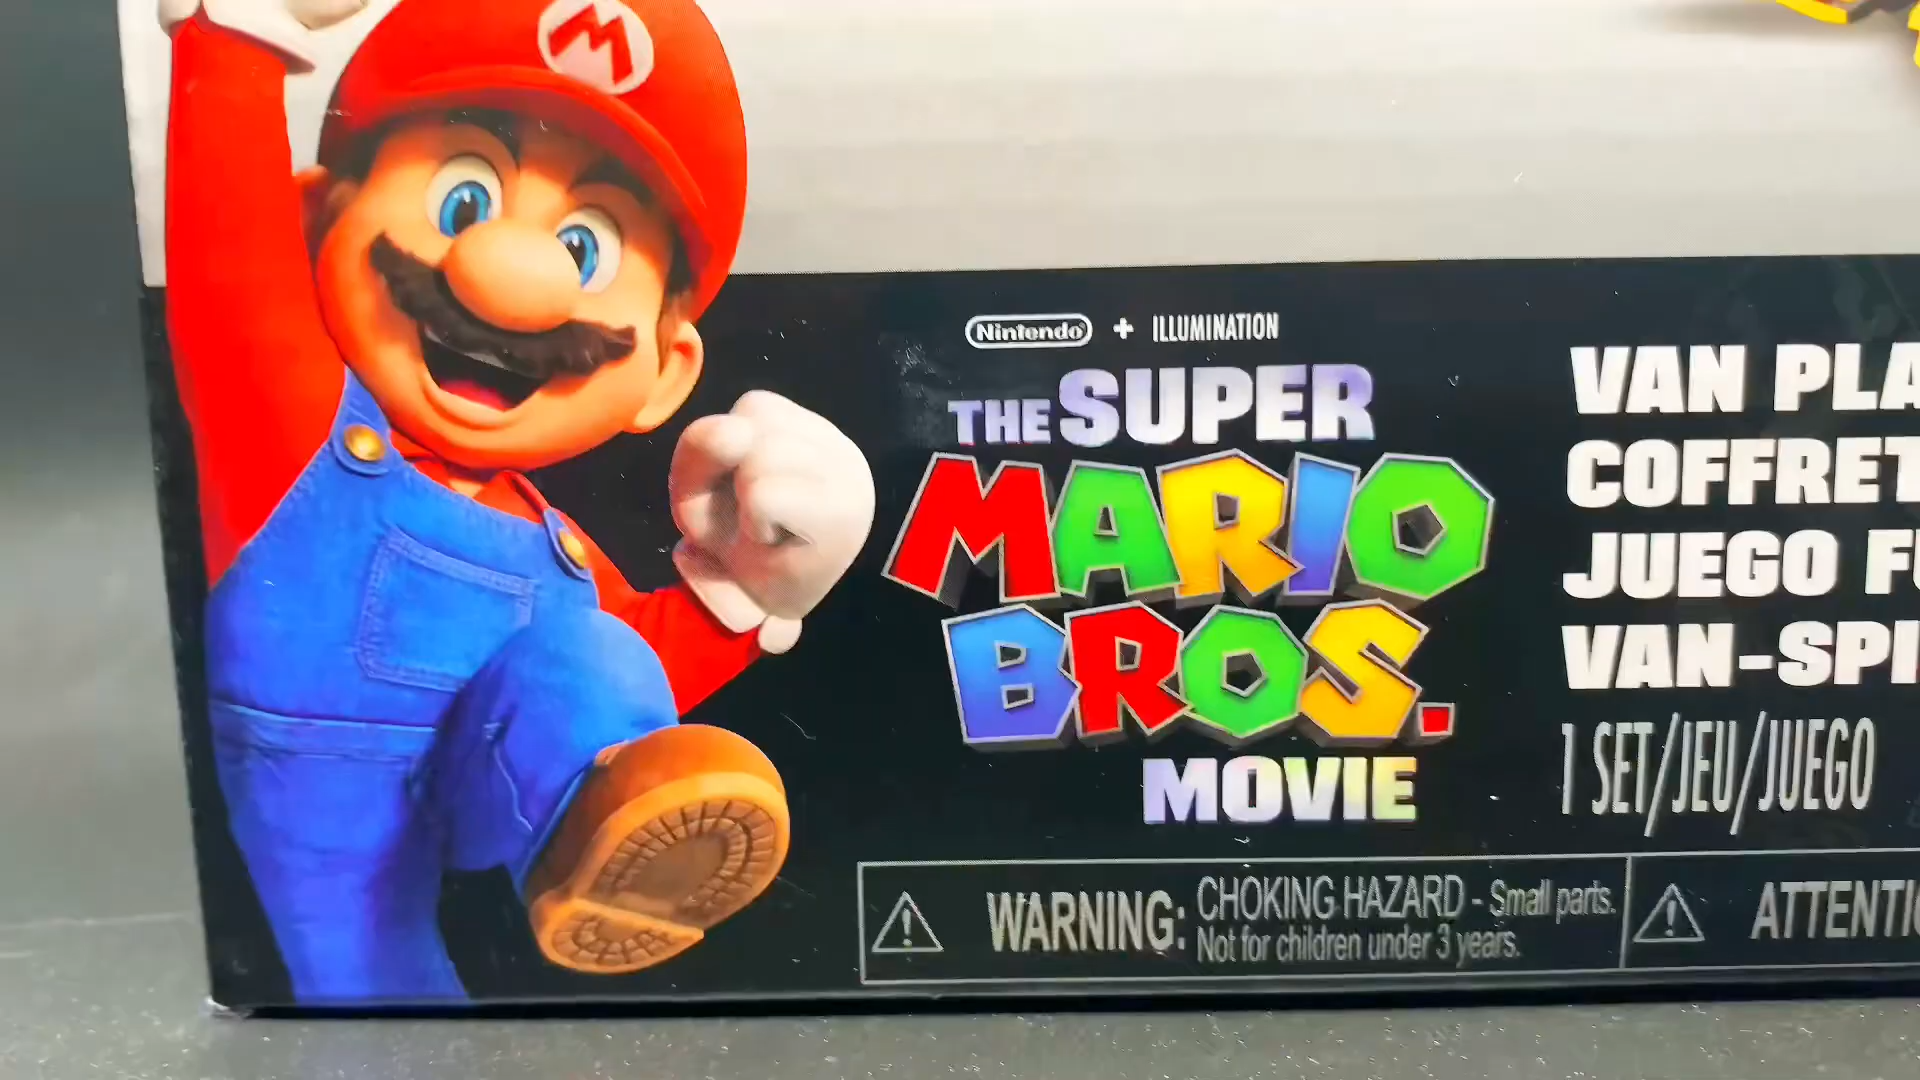 M
Nintendo + ILLUMINATION
THE SUPER
MARIO
BROS.
MOVIE
VAN PLA
COFFRET
JUEGO FU
VAN-SPI
1 SET/JEU/JUEGO
WARNING: CHOKING HAZARD - Small parts.
Not for children under 3 years.
ATTENTI